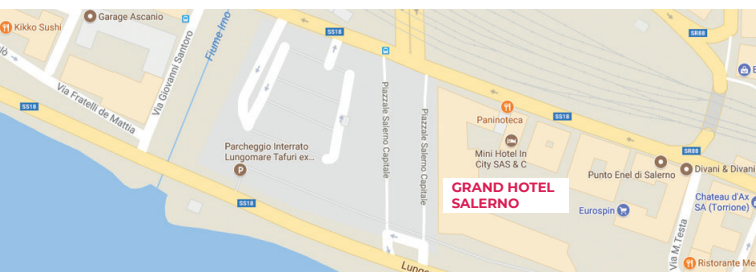 Garage Ascanio
Kikko Sushi
SS18
SR88
Via Giovanni Santoro
Fiume Irno
Via Fratelli de Mattia
SS18
Piazzale Salerno Capitale
Piazzale Salerno Capitale
Paninoteca
SS18
Parcheggio Interrato
Lungomare Tafuri ex...
Mini Hotel In
City SAS & C
SR88
Punto Enel di Salerno
Divani & Divani
GRAND HOTEL
SALERNO
Chateau d'Ax
SA (Torrione)
Eurospin
SS18
Via M.Testa
Ristorante Me